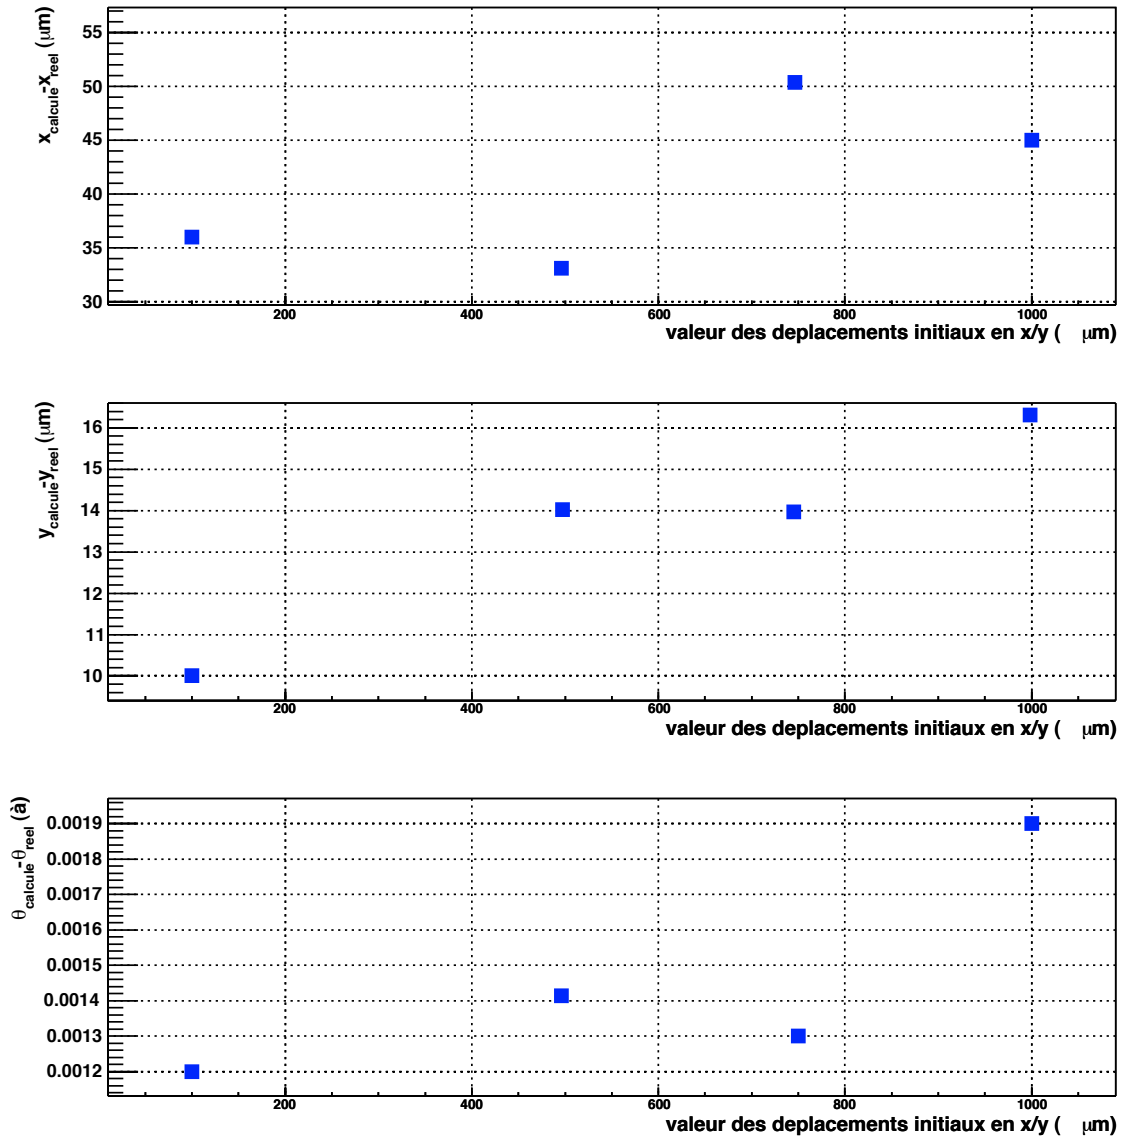 x_calcule-x_reel (μm)
55
50
45
40
35
30
200 400 600 800 1000
valeur des deplacements initiaux en x/y ( μm)
y_calcule-y_reel (μm)
16
15
14
13
12
11
10
200 400 600 800 1000
valeur des deplacements initiaux en x/y ( μm)
θ_calcule-θ_reel (à)
0.0019
0.0018
0.0017
0.0016
0.0015
0.0014
0.0013
0.0012
200 400 600 800 1000
valeur des deplacements initiaux en x/y ( μm)